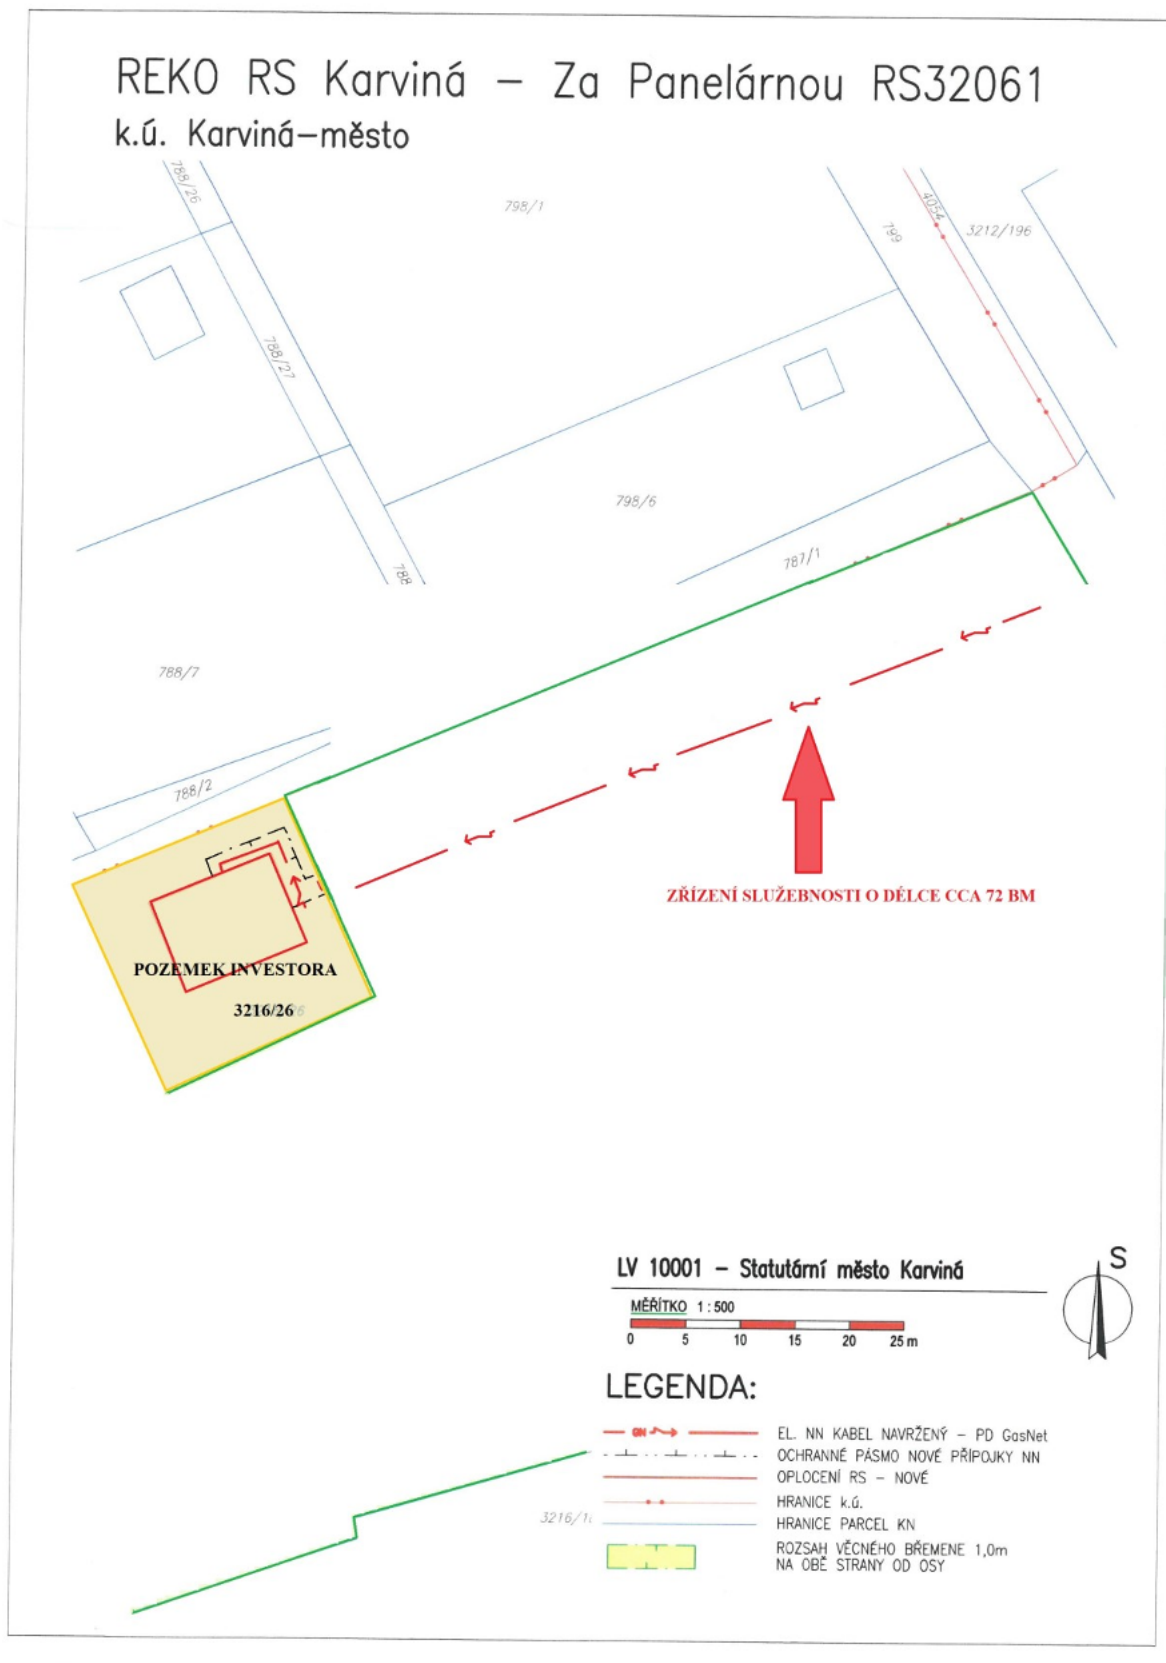 REKO RS Karviná – Za Panelárnou RS32061
k.ú. Karviná–město
788/26
798/1
799
4054
3212/196
788/27
798/6
787/1
788
788/7
788/2
ZŘÍZENÍ SLUŽEBNOSTI O DÉLCE CCA 72 BM
POZEMEK INVESTORA
3216/26
LV 10001 – Statutární město Karviná
S
MĚŘÍTKO 1 : 500
0 5 10 15 20 25 m
LEGENDA:
GN
EL. NN KABEL NAVRŽENÝ – PD GasNet
OCHRANNÉ PÁSMO NOVÉ PŘÍPOJKY NN
OPLOCENÍ RS – NOVÉ
HRANICE k.ú.
HRANICE PARCEL KN
ROZSAH VĚCNÉHO BŘEMENE 1,0m
NA OBĚ STRANY OD OSY